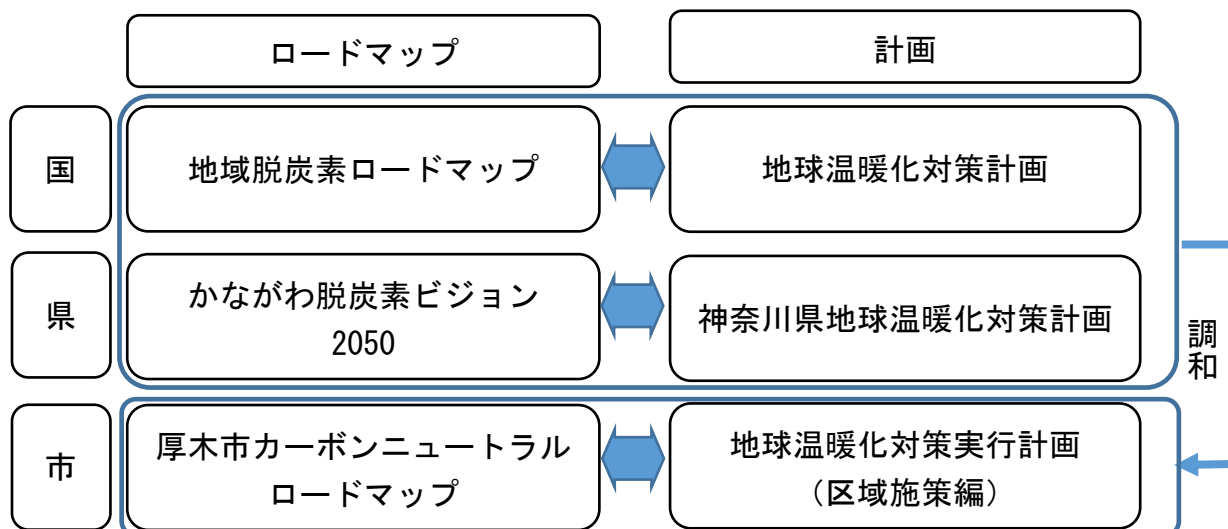 ロードマップ
計画
国
地域脱炭素ロードマップ
地球温暖化対策計画
県
かながわ脱炭素ビジョン
2050
神奈川県地球温暖化対策計画
調和
市
厚木市カーボンニュートラル
ロードマップ
地球温暖化対策実行計画
（区域施策編）